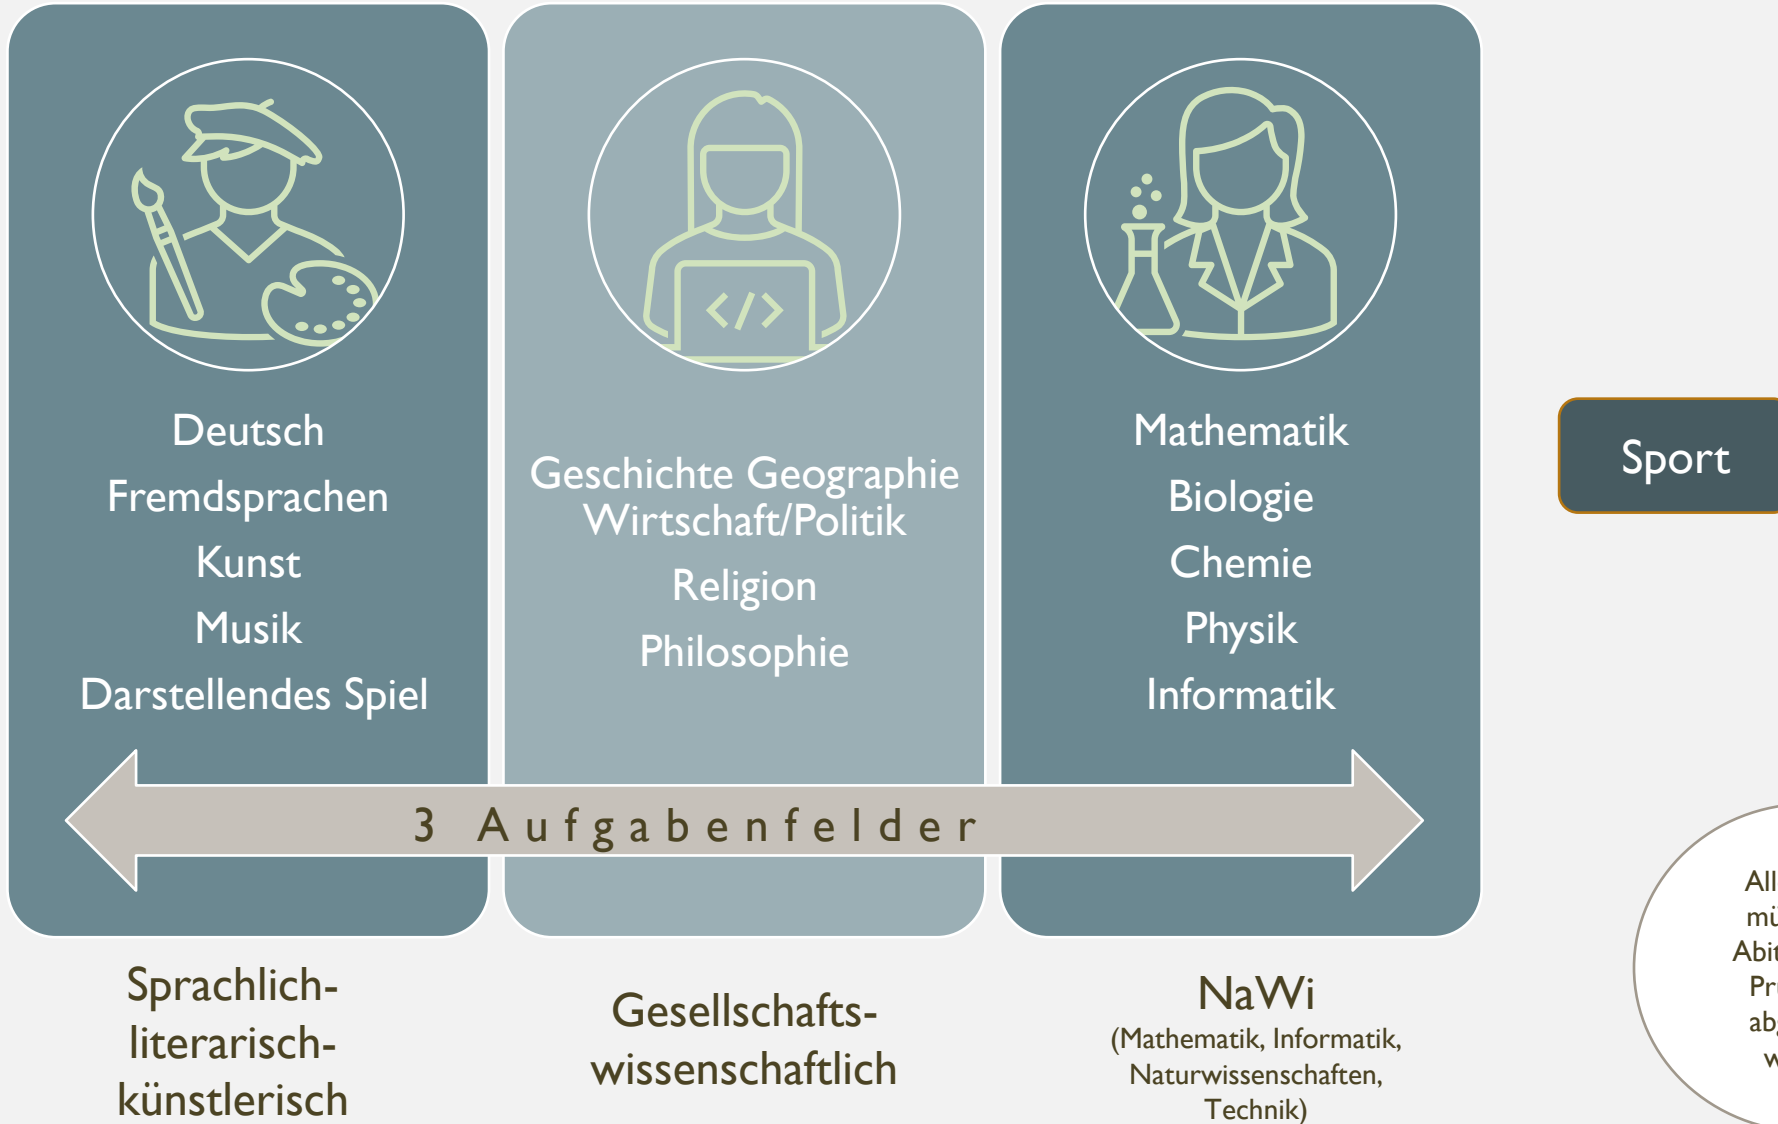 Deutsch
Fremdsprachen
Kunst
Musik
Darstellendes Spiel
Geschichte Geographie
Wirtschaft/Politik
Religion
Philosophie
Mathematik
Biologie
Chemie
Physik
Informatik
Sport
3 Aufgabenfelder
Sprachlich-
literarisch-
künstlerisch
Gesellschafts-
wissenschaftlich
NaWi
(Mathematik, Informatik,
Naturwissenschaften,
Technik)